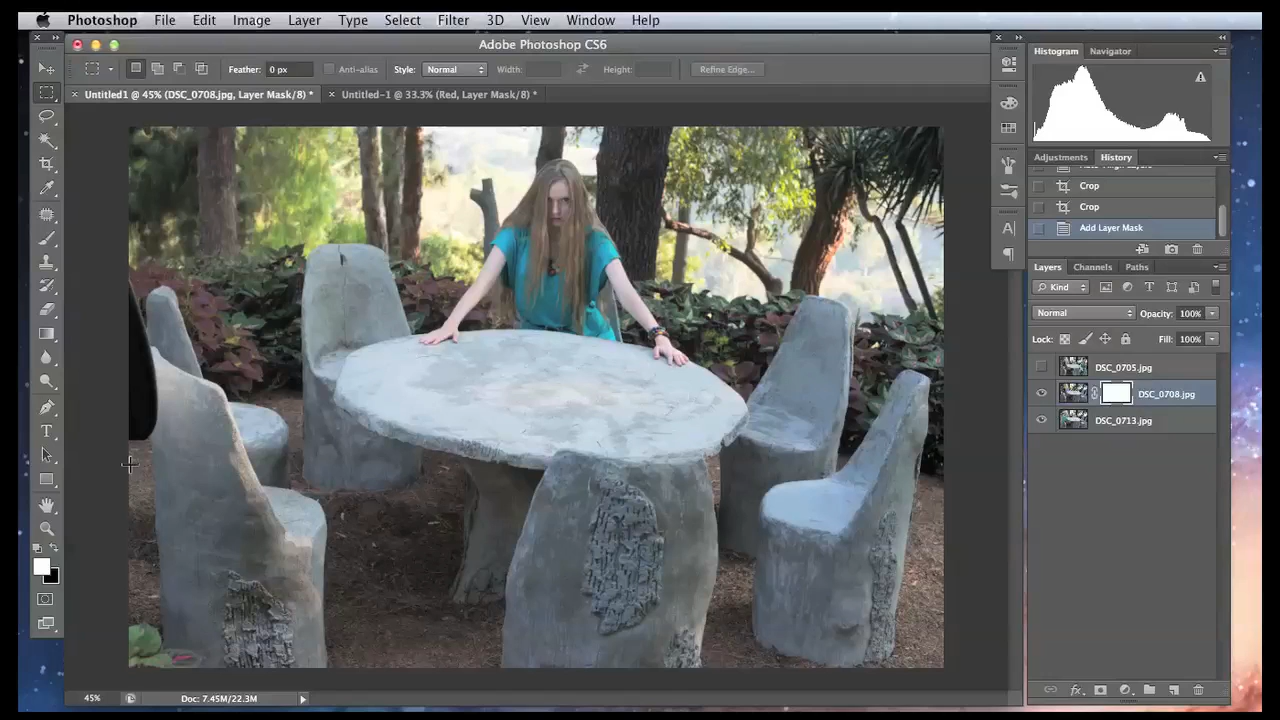 Photoshop File Edit Image Layer Type Select Filter 3D View Window Help
Adobe Photoshop CS6
Feather: 0 px Anti-alias Style: Normal Width: Height: Refine Edge...
Untitled1 @ 45% (DSC_0708.jpg, Layer Mask/8) * Untitled-1 @ 33.3% (Red, Layer Mask/8) *
Histogram Navigator
Adjustments History
Crop
Crop
Add Layer Mask
Layers Channels Paths
Kind
Normal Opacity: 100%
Lock: Fill: 100%
DSC_0705.jpg
DSC_0708.jpg
DSC_0713.jpg
45% Doc: 7.45M/22.3M